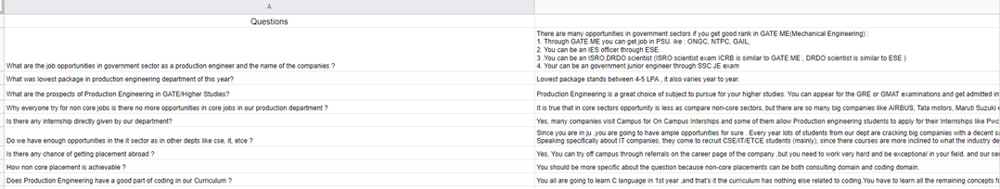 A
Questions
There are many opportunities in government sectors if you get good rank in GATE ME(Mechanical Engineering) :
1. Through GATE ME you can get job in PSU. ike : ONGC, NTPC, GAIL,
2. You can be an IES officer through ESE.
3 .You can be an ISRO,DRDO scientist (ISRO scientist exam ICRB is similar to GATE ME , DRDO scientist is similar to ESE )
4. Your can be an government junior engineer through SSC JE exam
What are the job opportunities in government sector as a production engineer and the name of the companies ?
What was lowest package in production engineering department of this year?
Lowest package stands between 4-5 LPA , it also varies year to year.
What are the prospects of Production Engineering in GATE/Higher Studies?
Production Engineering is a great choice of subject to pursue for your higher studies. You can appear for the GRE or GMAT examinations and get admitted in
Why everyone try for non core jobs is there no more opportunities in core jobs in our production department ?
It is true that in core sectors opportunity is less as compare non-core sectors, but there are so many big companies like AIRBUS, Tata motors, Maruti Suzuki
Is there any internship directly given by our department?
Yes, many companies visit Campus for On Campus Interships and some of them allow Production engineering students to apply for their Internships like Pwc
Do we have enough opportunities in the it sector as in other depts like cse, it, etce ?
Since you are in ju ,you are going to have ample opportunities for sure . Every year lots of students from our dept are cracking big companies with a decent
Speaking specifically about IT companies, they come to recruit CSE/IT/ETCE students (mainly), since there courses are more inclined to what the industry
Is there any chance of getting placement abroad ?
Yes, You can try off campus through referrals on the career page of the company ,but you need to work very hard and be exceptional in your field. and our
How non core placement is achievable ?
You should be more specific about the question because non-core placements can be both consulting domain and coding domain.
Does Production Engineering have a good part of coding in our Curriculum ?
You all are going to learn C language in 1st year ,and that's it the curriculum has nothing else related to coding.You have to learn all the remaining concepts